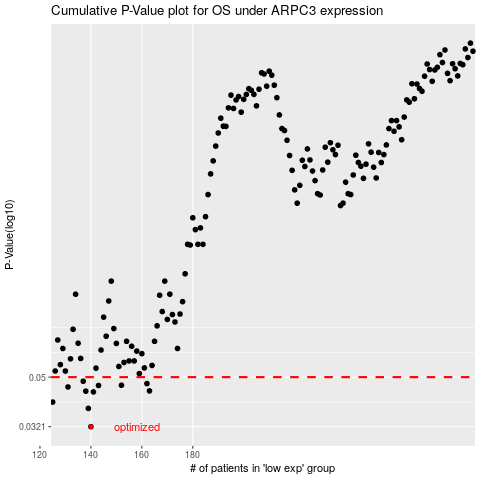 Cumulative P-Value plot for OS under ARPC3 expression
P-Value(log10)
0.05
0.0321
optimized
120 140 160 180
# of patients in 'low exp' group